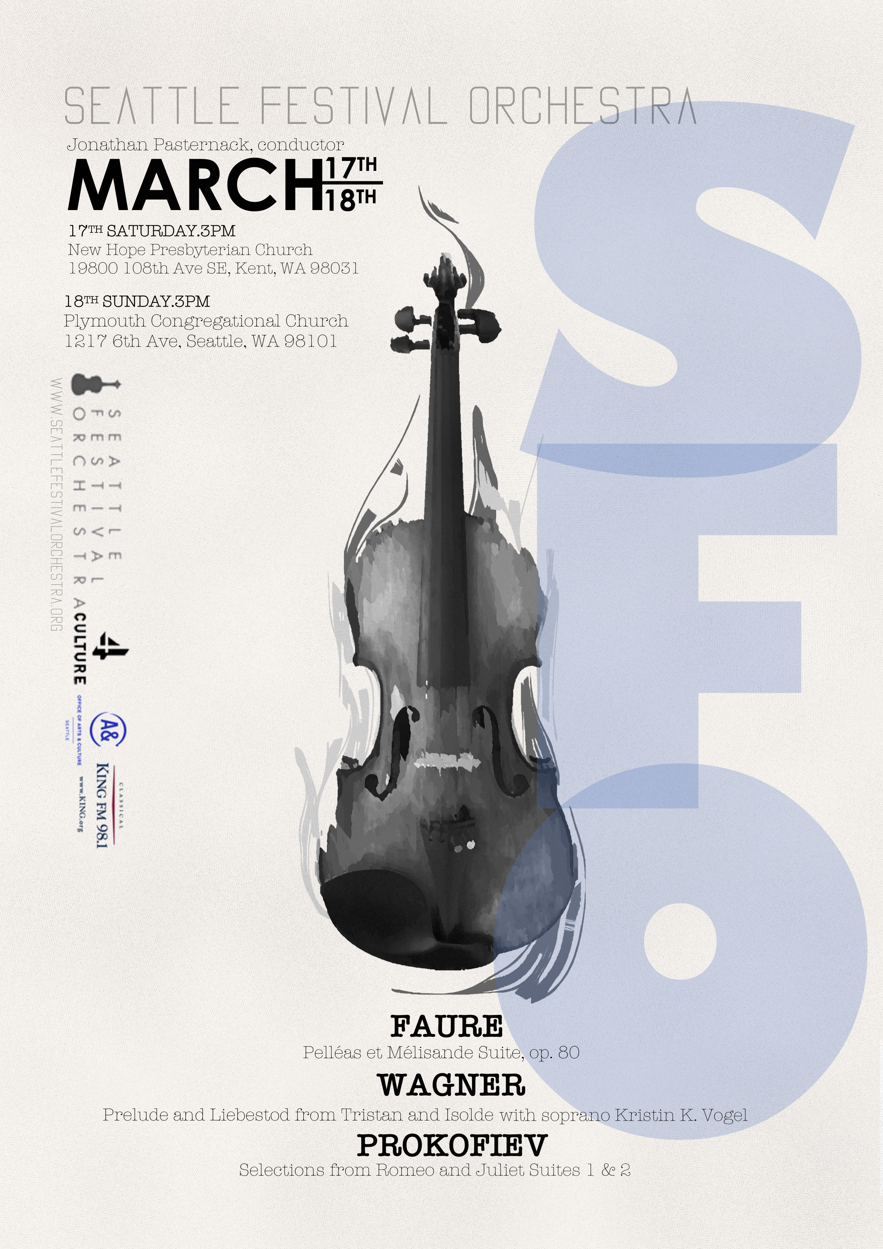 SEATTLE FESTIVAL ORCHESTRA
Jonathan Pasternack, conductor
MARCH 17TH
18TH
17TH SATURDAY.3PM
New Hope Presbyterian Church
19800 108th Ave SE, Kent, WA 98031
18TH SUNDAY.3PM
Plymouth Congregational Church
1217 6th Ave, Seattle, WA 98101
SEATTLE
FESTIVAL
ORCHESTRA
WWW.SEATTLEFESTIVALORCHESTRA.ORG
4
CULTURE
A&
OFFICE OF ARTS & CULTURE
SEATTLE
CLASSICAL
KING FM 98.1
www.KING.org
S
F
O
FAURE
Pelléas et Mélisande Suite, op. 80
WAGNER
Prelude and Liebestod from Tristan and Isolde with soprano Kristin K. Vogel
PROKOFIEV
Selections from Romeo and Juliet Suites 1 & 2